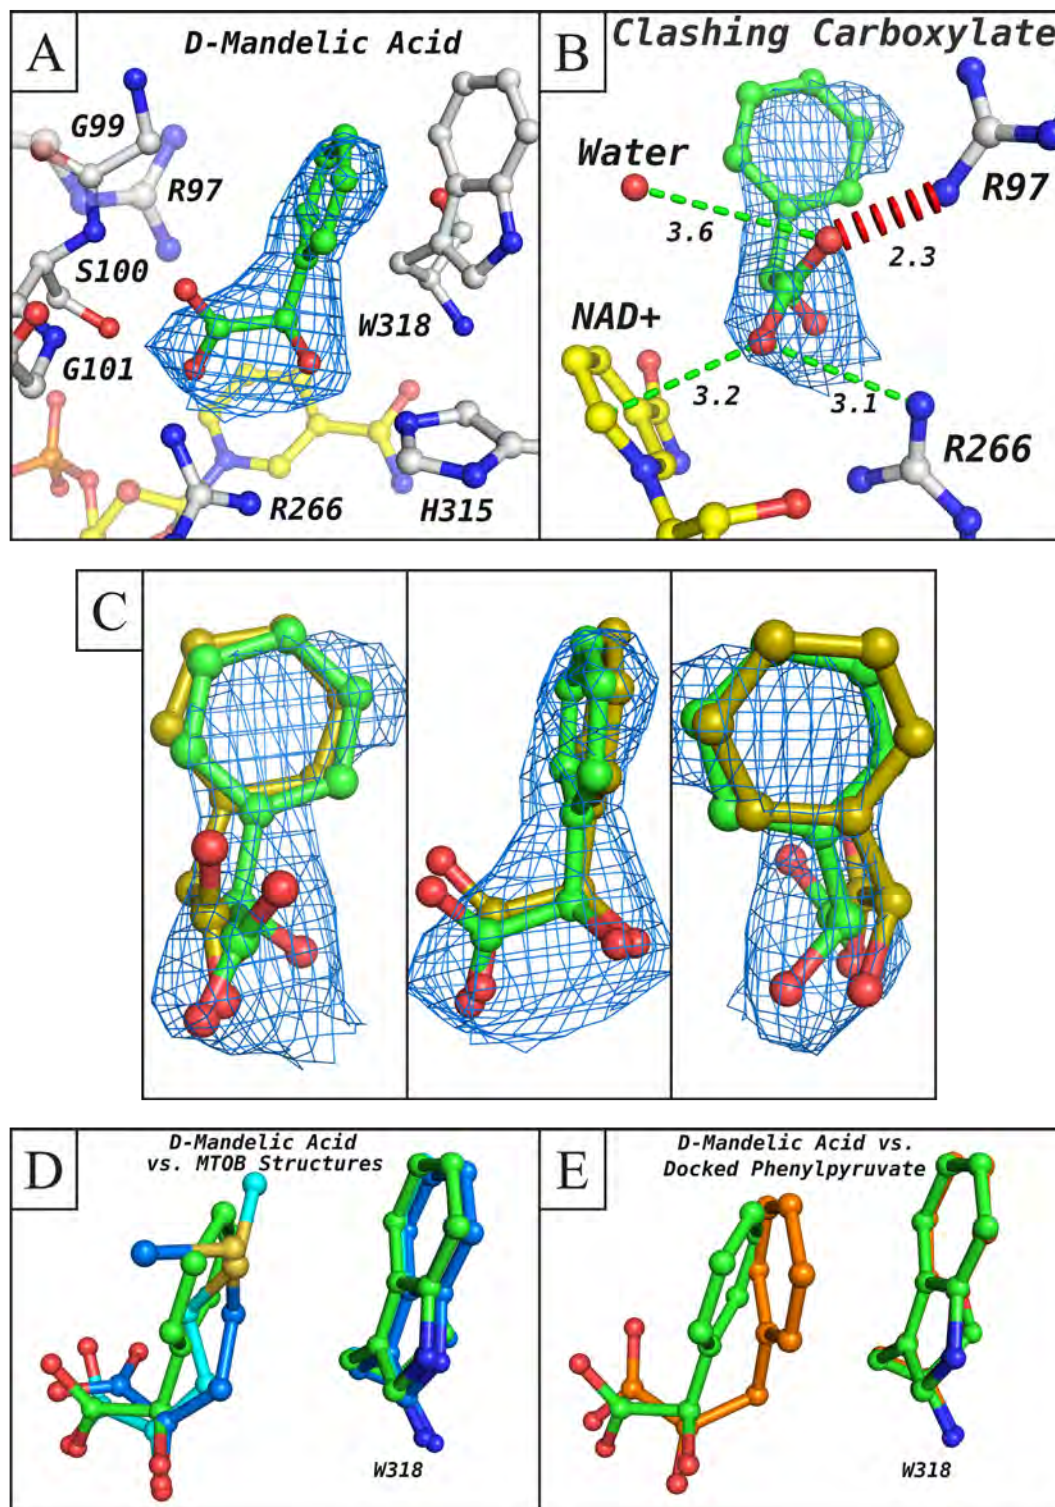 A
D-Mandelic Acid
G99
R97
S100
G101
W318
R266
H315
B
Clashing Carboxylate
Water
R97
3.6
2.3
NAD+
3.2
3.1
R266
C
D
D-Mandelic Acid
vs. MTOB Structures
W318
E
D-Mandelic Acid vs.
Docked Phenylpyruvate
W318